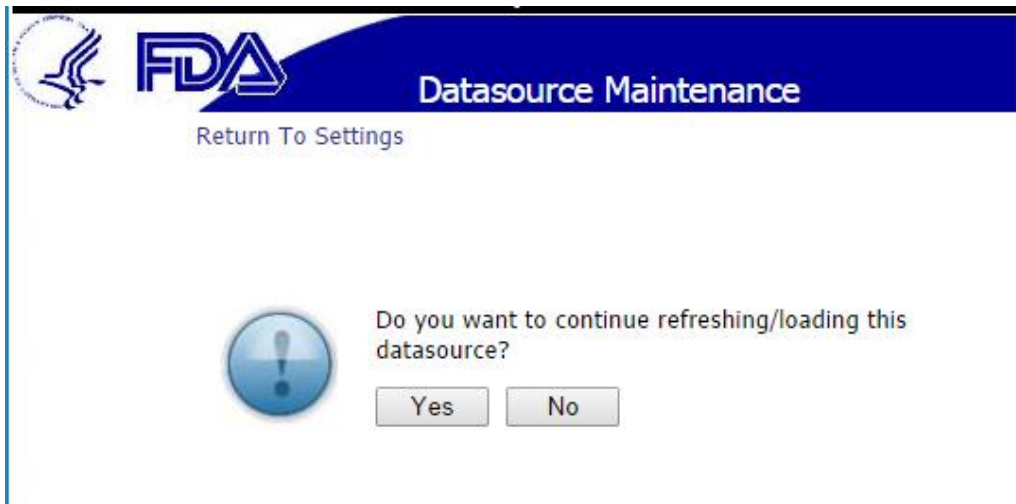 FDA
Datasource Maintenance
Return To Settings
Do you want to continue refreshing/loading this
datasource?
Yes No